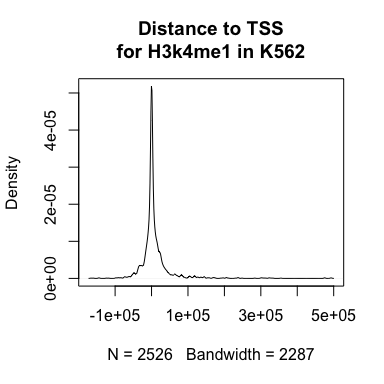 Distance to TSS
for H3k4me1 in K562
Density
4e-05
2e-05
0e+00
-1e+05 1e+05 3e+05 5e+05
N = 2526 Bandwidth = 2287